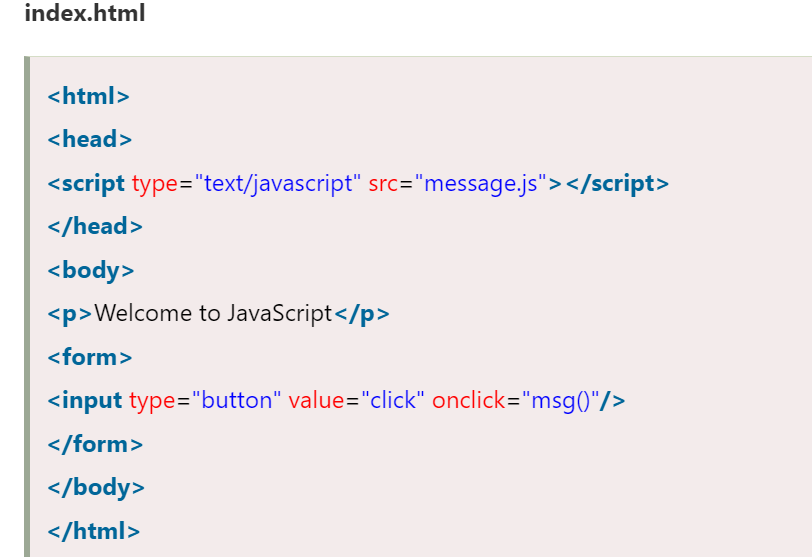 index.html
<html>
<head>
<script type="text/javascript" src="message.js"></script>
</head>
<body>
<p>Welcome to JavaScript</p>
<form>
<input type="button" value="click" onclick="msg()"/>
</form>
</body>
</html>